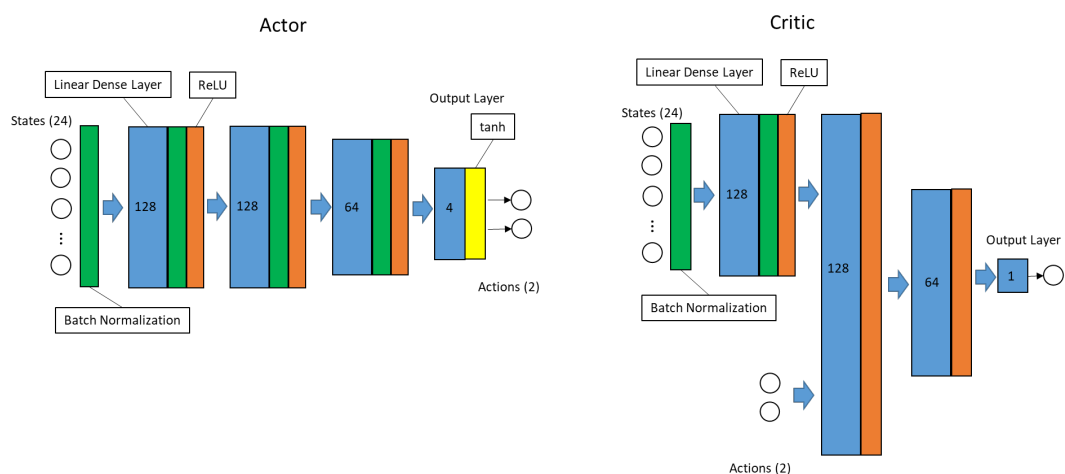 Actor
Linear Dense Layer
ReLU
States (24)
Output Layer
tanh
128
128
64
4
...
Actions (2)
Batch Normalization
Critic
Linear Dense Layer
ReLU
States (24)
128
128
64
Output Layer
1
...
Batch Normalization
Actions (2)